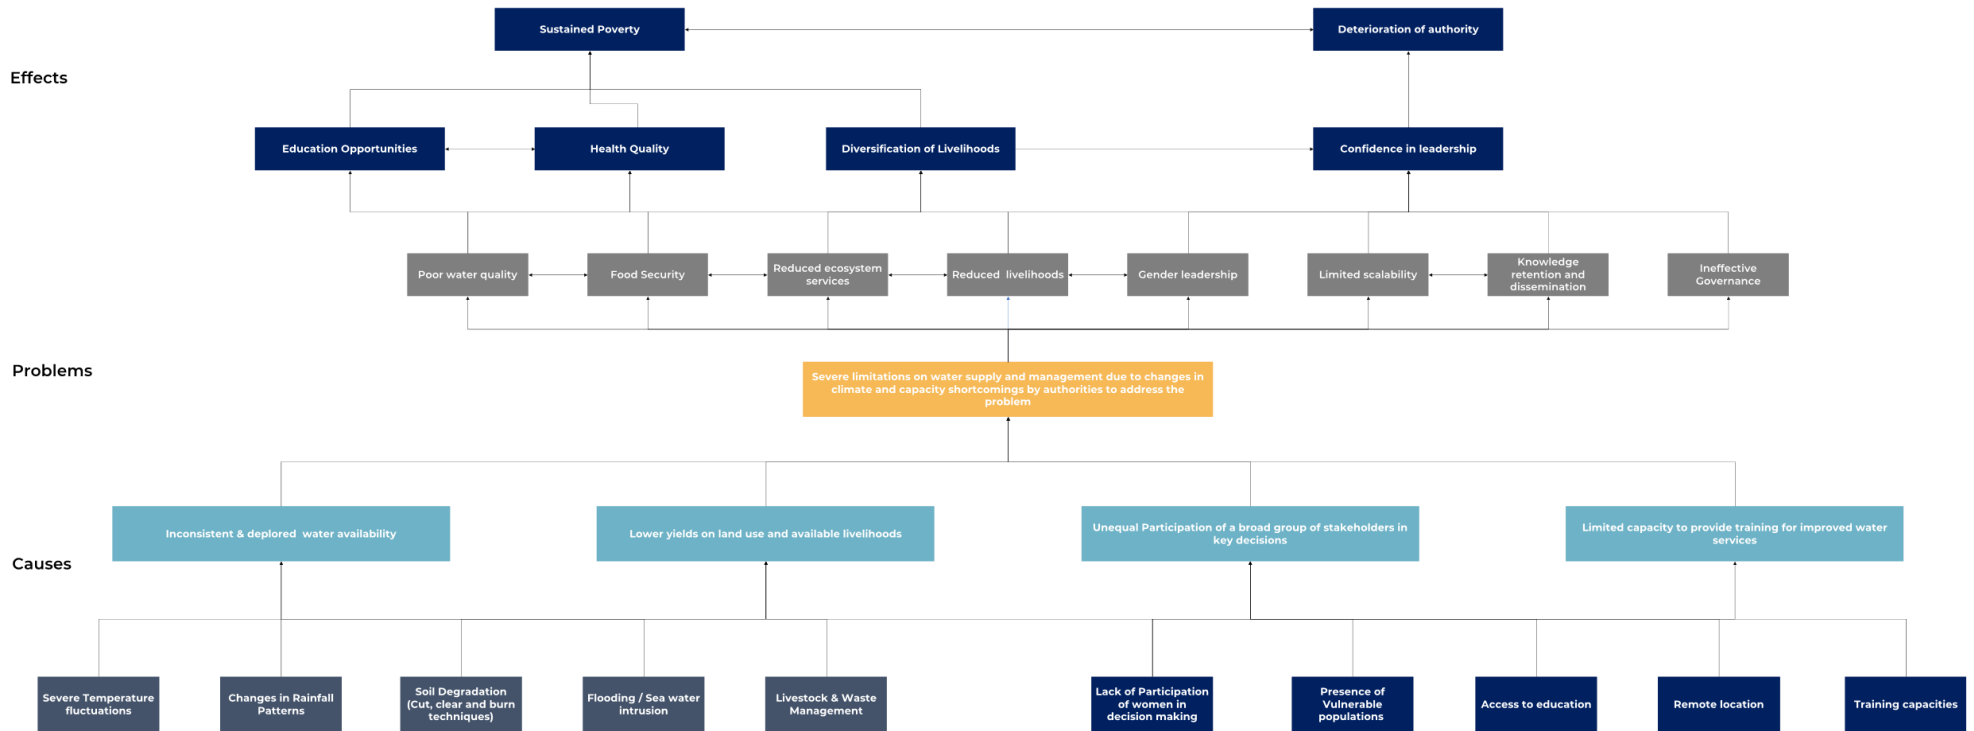 Sustained Poverty
Deterioration of authority
Effects
Education Opportunities
Health Quality
Diversification of Livelihoods
Confidence in leadership
Poor water quality
Food Security
Reduced ecosystem
services
Reduced livelihoods
Gender leadership
Limited scalability
Knowledge
retention and
dissemination
Ineffective
Governance
Problems
Severe limitations on water supply and management due to changes in
climate and capacity shortcomings by authorities to address the
problem
Inconsistent & deplored water availability
Lower yields on land use and available livelihoods
Unequal Participation of a broad group of stakeholders in
key decisions
Limited capacity to provide training for improved water
services
Causes
Severe Temperature
fluctuations
Changes in Rainfall
Patterns
Soil Degradation
(Cut, clear and burn
techniques)
Flooding / Sea water
intrusion
Livestock & Waste
Management
Lack of Participation
of women in
decision making
Presence of
Vulnerable
populations
Access to education
Remote location
Training capacities